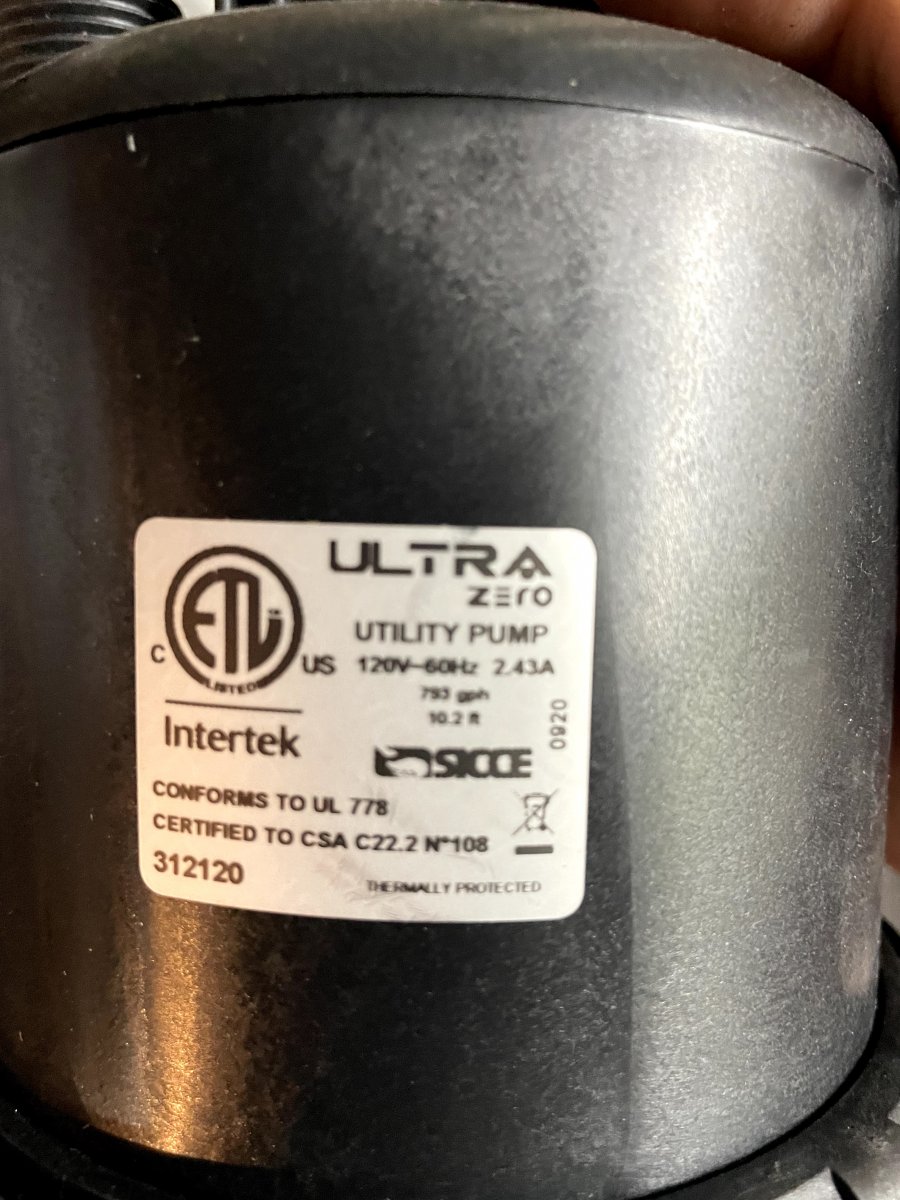 ULTRA
zero
UTILITY PUMP
120V~60Hz 2.43A
793 gph
10.2 ft
SICCE
0920
ETL
LISTED
C US
Intertek
CONFORMS TO UL 778
CERTIFIED TO CSA C22.2 N°108
312120
THERMALLY PROTECTED